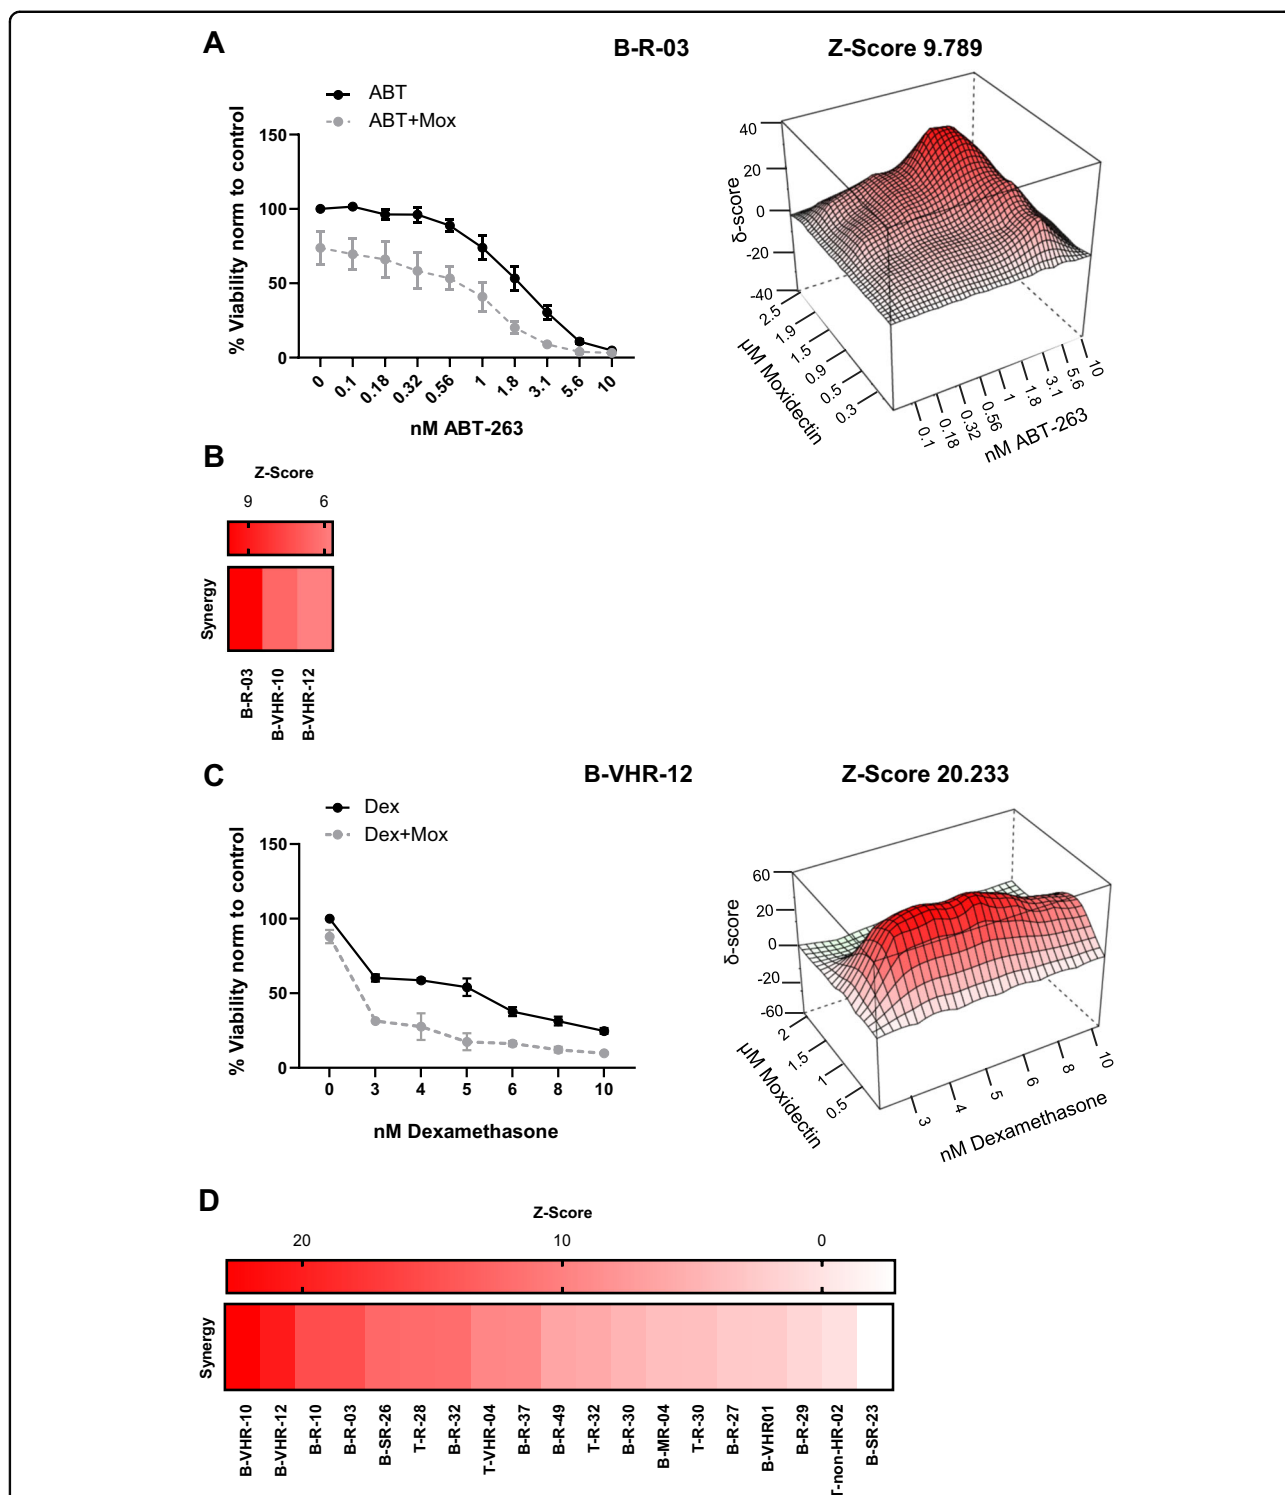 A
B-R-03
Z-Score 9.789
ABT
ABT+Mox
% Viability norm to control
150
100
50
0
0
0.1
0.18
0.32
0.56
1
1.8
3.1
5.6
10
nM ABT-263
δ-score
40
20
0
-20
-40
2.5
1.9
1.5
0.9
0.5
0.3
μM Moxidectin
0.1
0.18
0.32
0.56
1
1.8
3.1
5.6
10
nM ABT-263
B
Z-Score
9
6
Synergy
B-R-03
B-VHR-10
B-VHR-12
C
B-VHR-12
Z-Score 20.233
Dex
Dex+Mox
% Viability norm to control
150
100
50
0
0
3
4
5
6
8
10
nM Dexamethasone
δ-score
60
20
0
-20
-60
2
1.5
1
0.5
μM Moxidectin
3
4
5
6
8
10
nM Dexamethasone
D
Z-Score
20
10
0
Synergy
B-VHR-10
B-VHR-12
B-R-10
B-R-03
B-SR-26
T-R-28
B-R-32
T-VHR-04
B-R-37
B-R-49
T-R-32
B-R-30
B-MR-04
T-R-30
B-R-27
B-VHR01
B-R-29
T-non-HR-02
B-SR-23